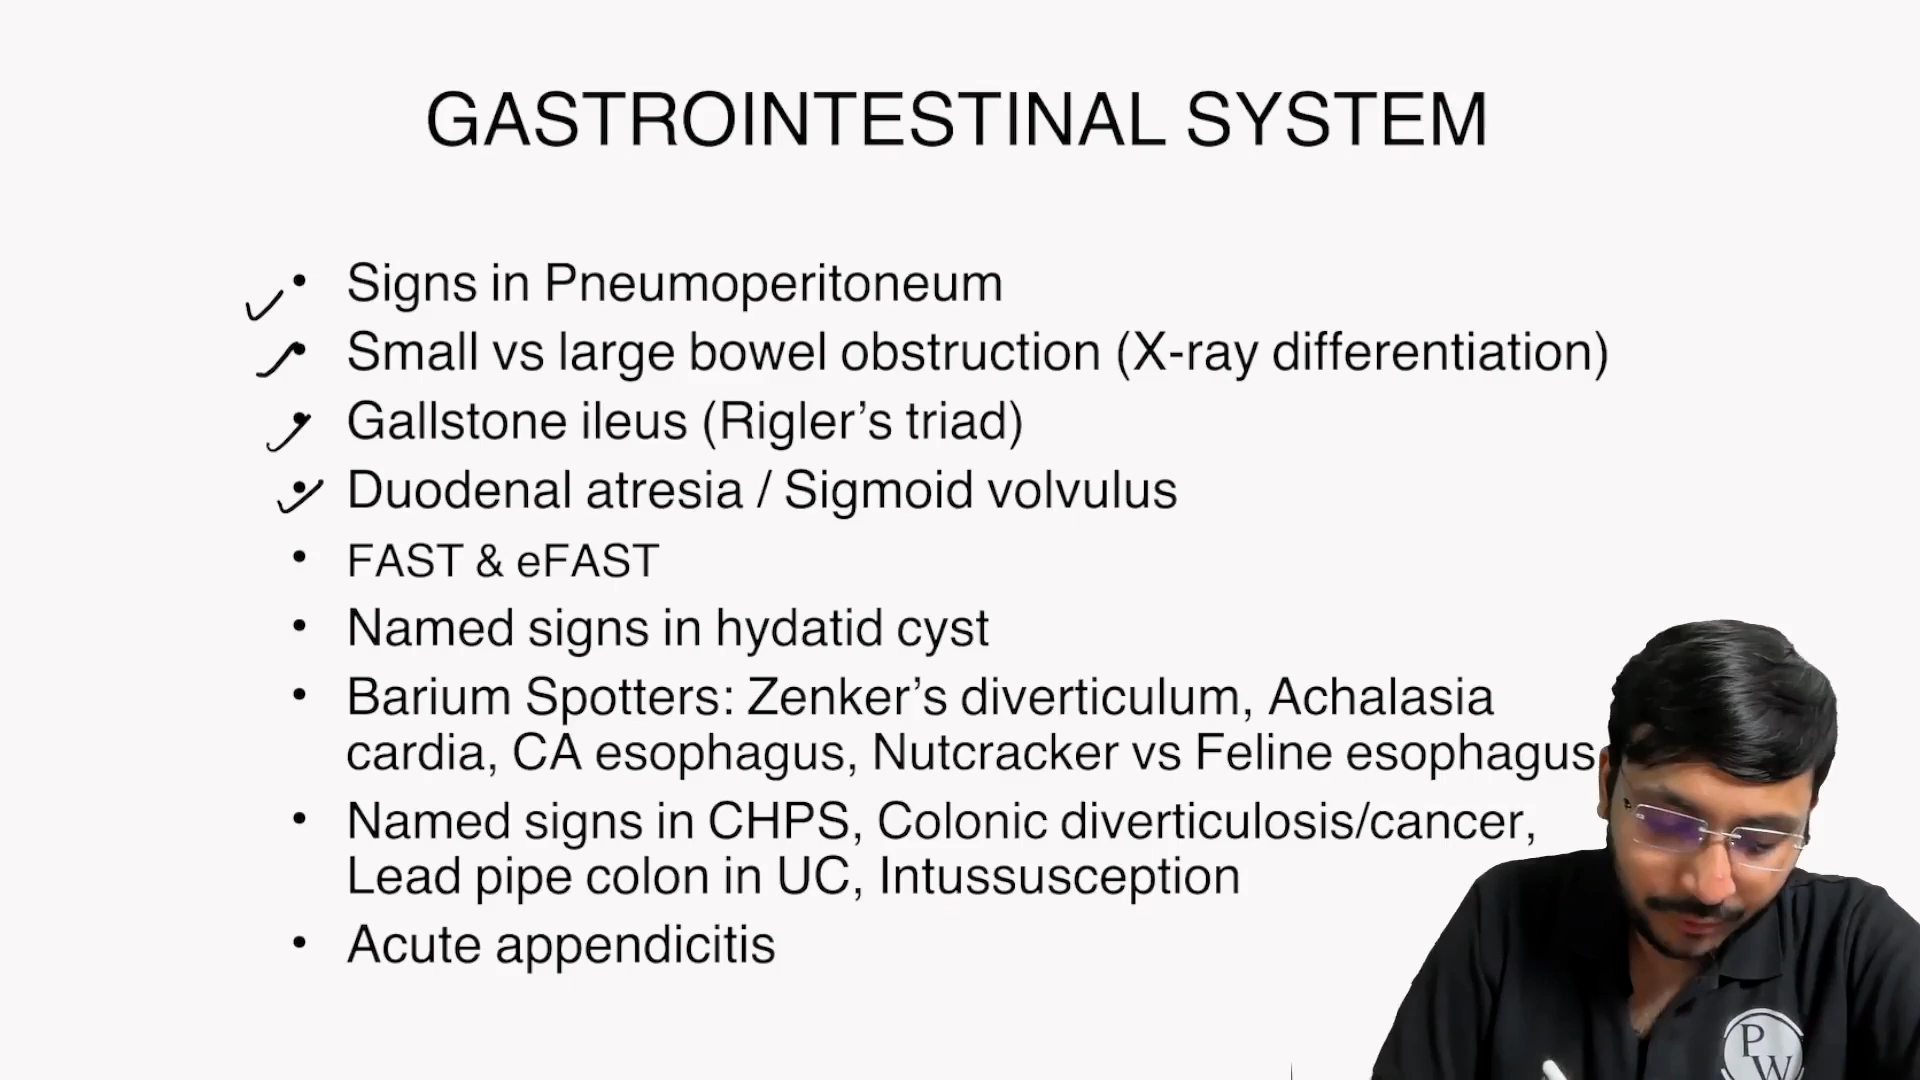 GASTROINTESTINAL SYSTEM
• Signs in Pneumoperitoneum
• Small vs large bowel obstruction (X-ray differentiation)
• Gallstone ileus (Rigler’s triad)
• Duodenal atresia / Sigmoid volvulus
• FAST & eFAST
• Named signs in hydatid cyst
• Barium Spotters: Zenker’s diverticulum, Achalasia
cardia, CA esophagus, Nutcracker vs Feline esophagus
• Named signs in CHPS, Colonic diverticulosis/cancer,
Lead pipe colon in UC, Intussusception
• Acute appendicitis
PW